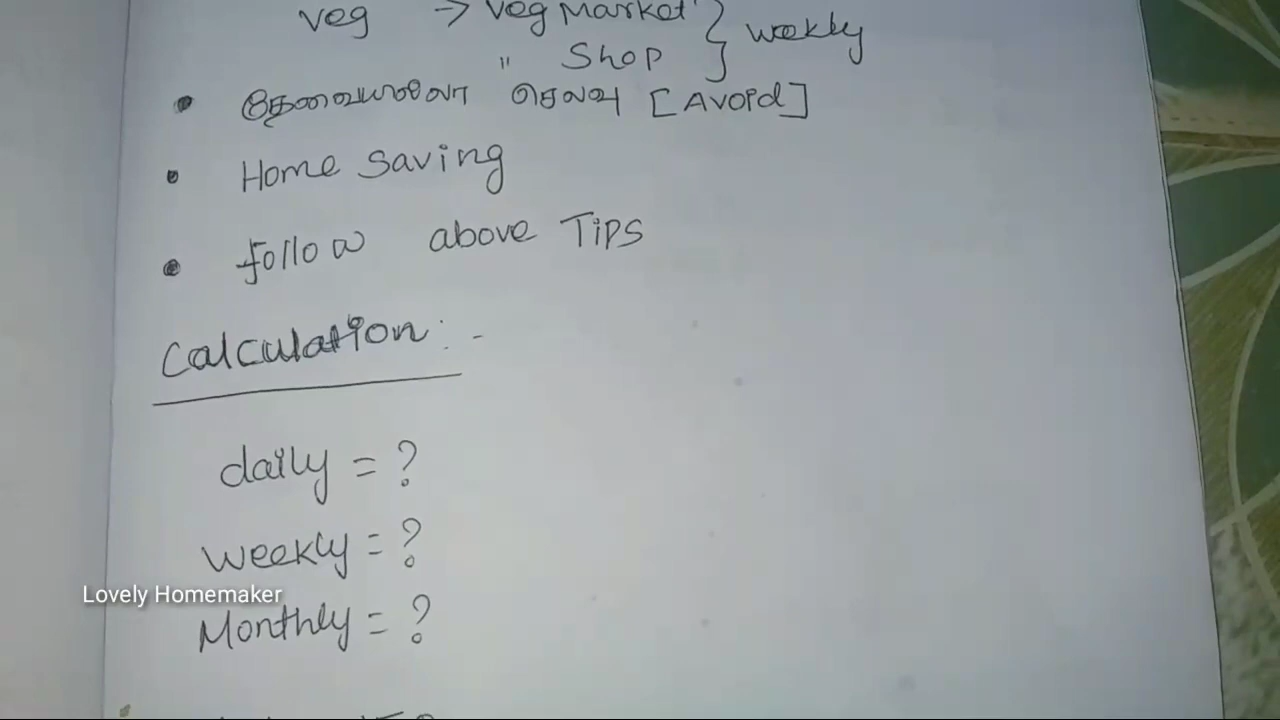 veg → veg Market } weekly
" Shop
• தேவையில்லா செலவு [Avoid]
• Home saving
• follow above Tips
Calculation: -
daily = ?
weekly = ?
Lovely Homemaker
Monthly = ?